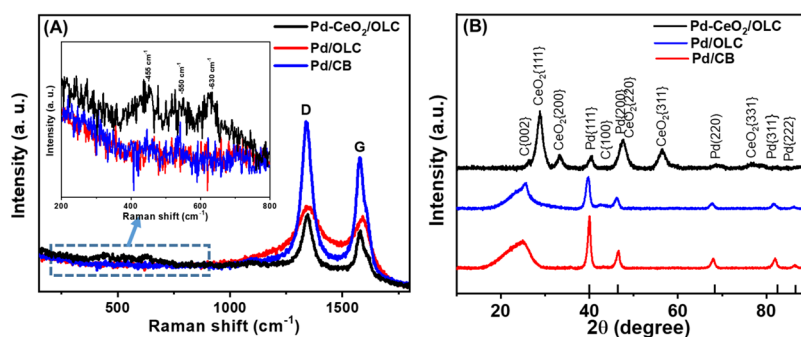 (A)
Pd-CeO2/OLC
Pd/OLC
Pd/CB
~455 cm-1
~550 cm-1
~630 cm-1
200 300 400 500 600 700 800
Raman shift (cm-1)
D
G
Intensity (a. u.)
500 1000 1500
Raman shift (cm-1)
(B)
Pd-CeO2/OLC
Pd/OLC
Pd/CB
C{002}
CeO2{111}
CeO2{200}
Pd{111}
C{100}
Pd{200}
CeO2{220}
CeO2{311}
Pd{220}
CeO2{331}
Pd{311}
Pd{222}
Intensity (a. u.)
20 40 60 80
2θ (degree)